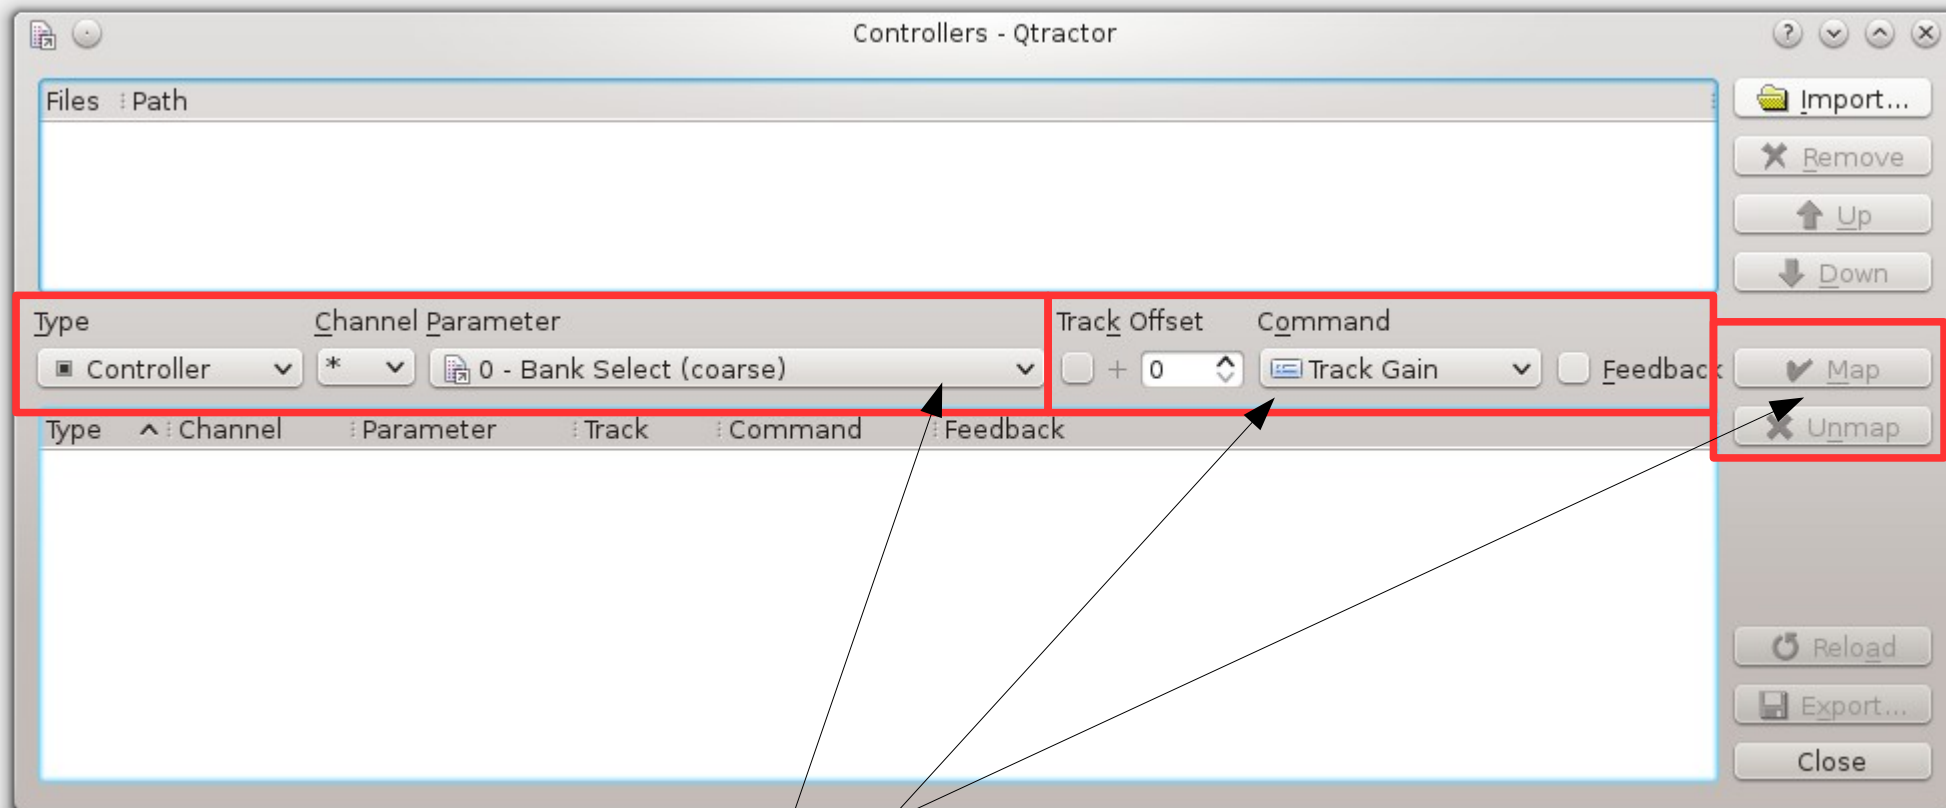 Controllers - Qtractor
Files Path
Import...
Remove
Up
Down
Type Channel Parameter Track Offset Command
Controller * 0 - Bank Select (coarse) + 0 Track Gain Feedback Map
Type Channel Parameter Track Command Feedback Unmap
Reload
Export...
Close